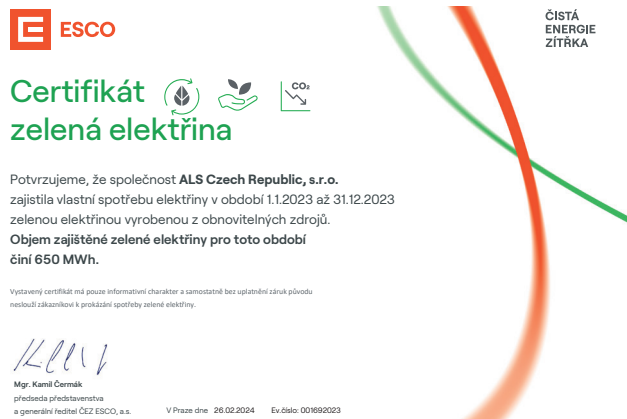 ESCO
ČISTÁ
ENERGIE
ZÍTŘKA
Certifikát
CO₂
zelená elektřina
Potvrzujeme, že společnost ALS Czech Republic, s.r.o.
zajistila vlastní spotřebu elektřiny v období 1.1.2023 až 31.12.2023
zelenou elektřinou vyrobenou z obnovitelných zdrojů.
Objem zajištěné zelené elektřiny pro toto období
činí 650 MWh.
Vystavený certifikát má pouze informativní charakter a samostatně bez uplatnění záruk původu
neslouží zákazníkovi k prokázání spotřeby zelené elektřiny.
Mgr. Kamil Čermák
předseda představenstva
a generální ředitel ČEZ ESCO, a.s.
V Praze dne 26.02.2024 Ev.číslo: 001692023